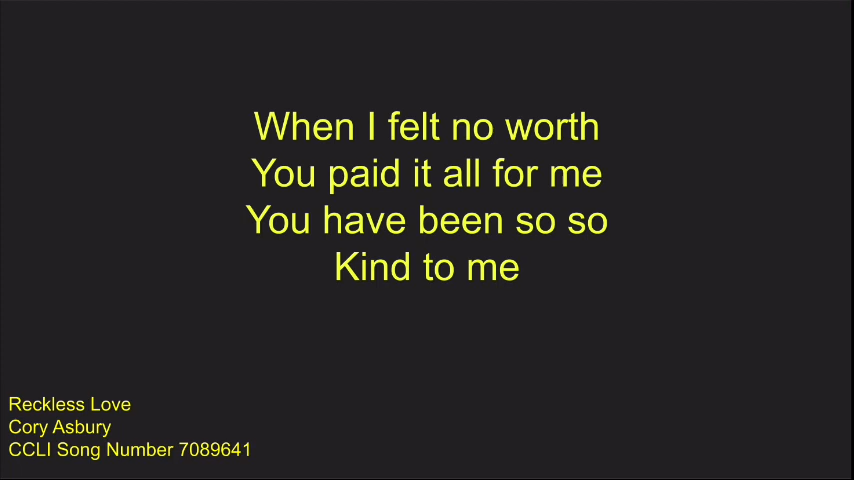 When I felt no worth
You paid it all for me
You have been so so
Kind to me
Reckless Love
Cory Asbury
CCLI Song Number 7089641